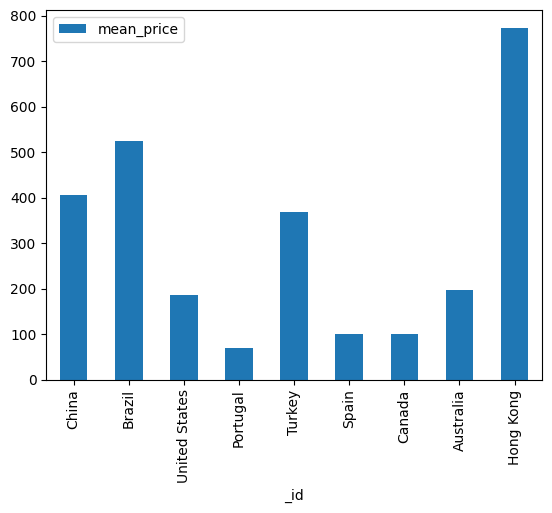 mean_price
800
700
600
500
400
300
200
100
0
China
Brazil
United States
Portugal
Turkey
Spain
Canada
Australia
Hong Kong
_id